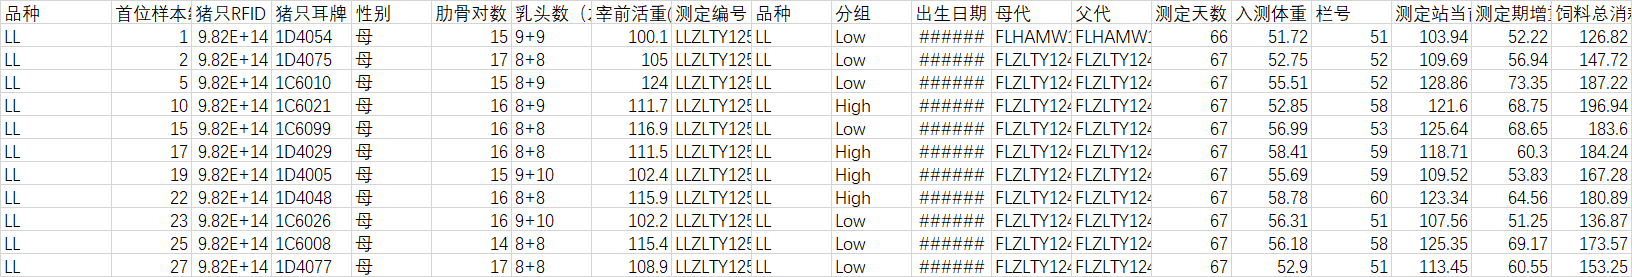 品种 首位样本 猪只RFID 猪只耳牌 性别 肋骨对数 乳头数 宰前活重( 测定编号 品种 分组 出生日期 母代 父代 测定天数 入测体重 栏号 测定站当 测定期增 饲料总消
LL 1 9.82E+14 1D4054 母 15 9+9 100.1 LLZLTY125 LL Low ###### FLHAMW1 FLHAMW1 66 51.72 51 103.94 52.22 126.82
LL 2 9.82E+14 1D4075 母 17 8+8 105 LLZLTY125 LL Low ###### FLZLTY124 FLZLTY124 67 52.75 52 109.69 56.94 147.72
LL 5 9.82E+14 1C6010 母 15 8+9 124 LLZLTY125 LL Low ###### FLZLTY124 FLZLTY124 67 55.51 52 128.86 73.35 187.22
LL 10 9.82E+14 1C6021 母 16 8+9 111.7 LLZLTY125 LL High ###### FLZLTY124 FLZLTY124 67 52.85 58 121.6 68.75 196.94
LL 15 9.82E+14 1C6099 母 16 8+8 116.9 LLZLTY125 LL Low ###### FLZLTY124 FLZLTY124 67 56.99 53 125.64 68.65 183.6
LL 17 9.82E+14 1D4029 母 16 8+8 111.5 LLZLTY125 LL High ###### FLZLTY124 FLZLTY124 67 58.41 59 118.71 60.3 184.24
LL 19 9.82E+14 1D4005 母 15 9+10 102.4 LLZLTY125 LL High ###### FLZLTY124 FLZLTY124 67 55.69 59 109.52 53.83 167.28
LL 22 9.82E+14 1D4048 母 16 8+8 115.9 LLZLTY125 LL High ###### FLZLTY124 FLZLTY124 67 58.78 60 123.34 64.56 180.89
LL 23 9.82E+14 1C6026 母 16 9+10 102.2 LLZLTY125 LL Low ###### FLZLTY124 FLZLTY124 67 56.31 51 107.56 51.25 136.87
LL 25 9.82E+14 1C6008 母 14 8+8 115.4 LLZLTY125 LL Low ###### FLZLTY124 FLZLTY124 67 56.18 58 125.35 69.17 173.57
LL 27 9.82E+14 1D4077 母 17 8+8 108.9 LLZLTY125 LL Low ###### FLZLTY124 FLZLTY124 67 52.9 51 113.45 60.55 153.25